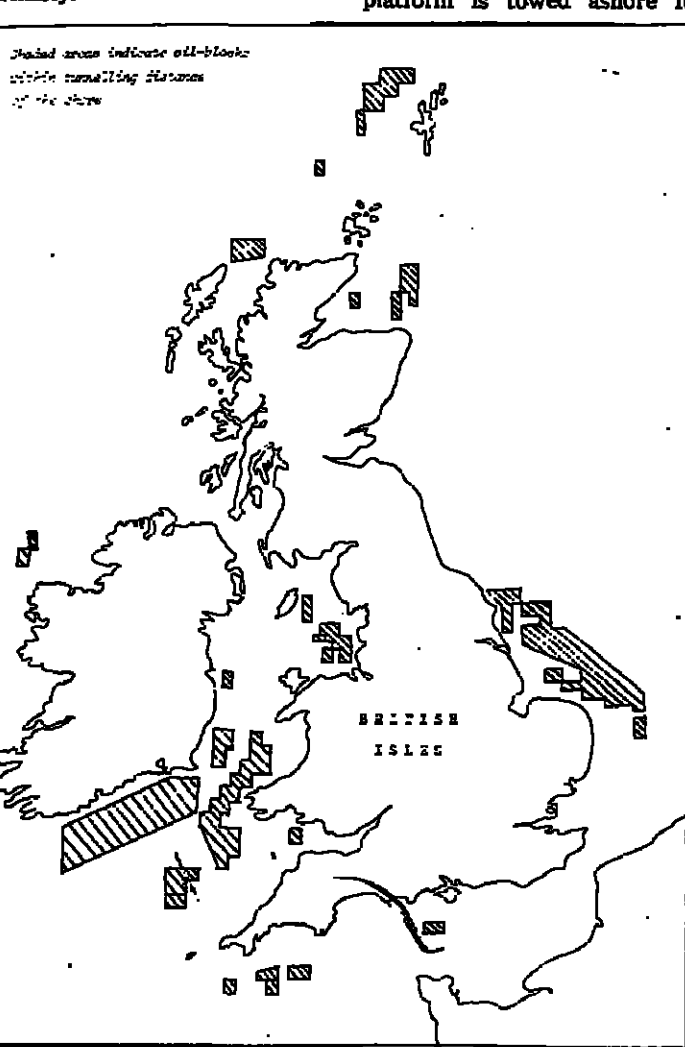 platform is towed ashore
Shaded areas indicate oil-blocks
within tunnelling distance
of the shore
BRITISH
ISLES